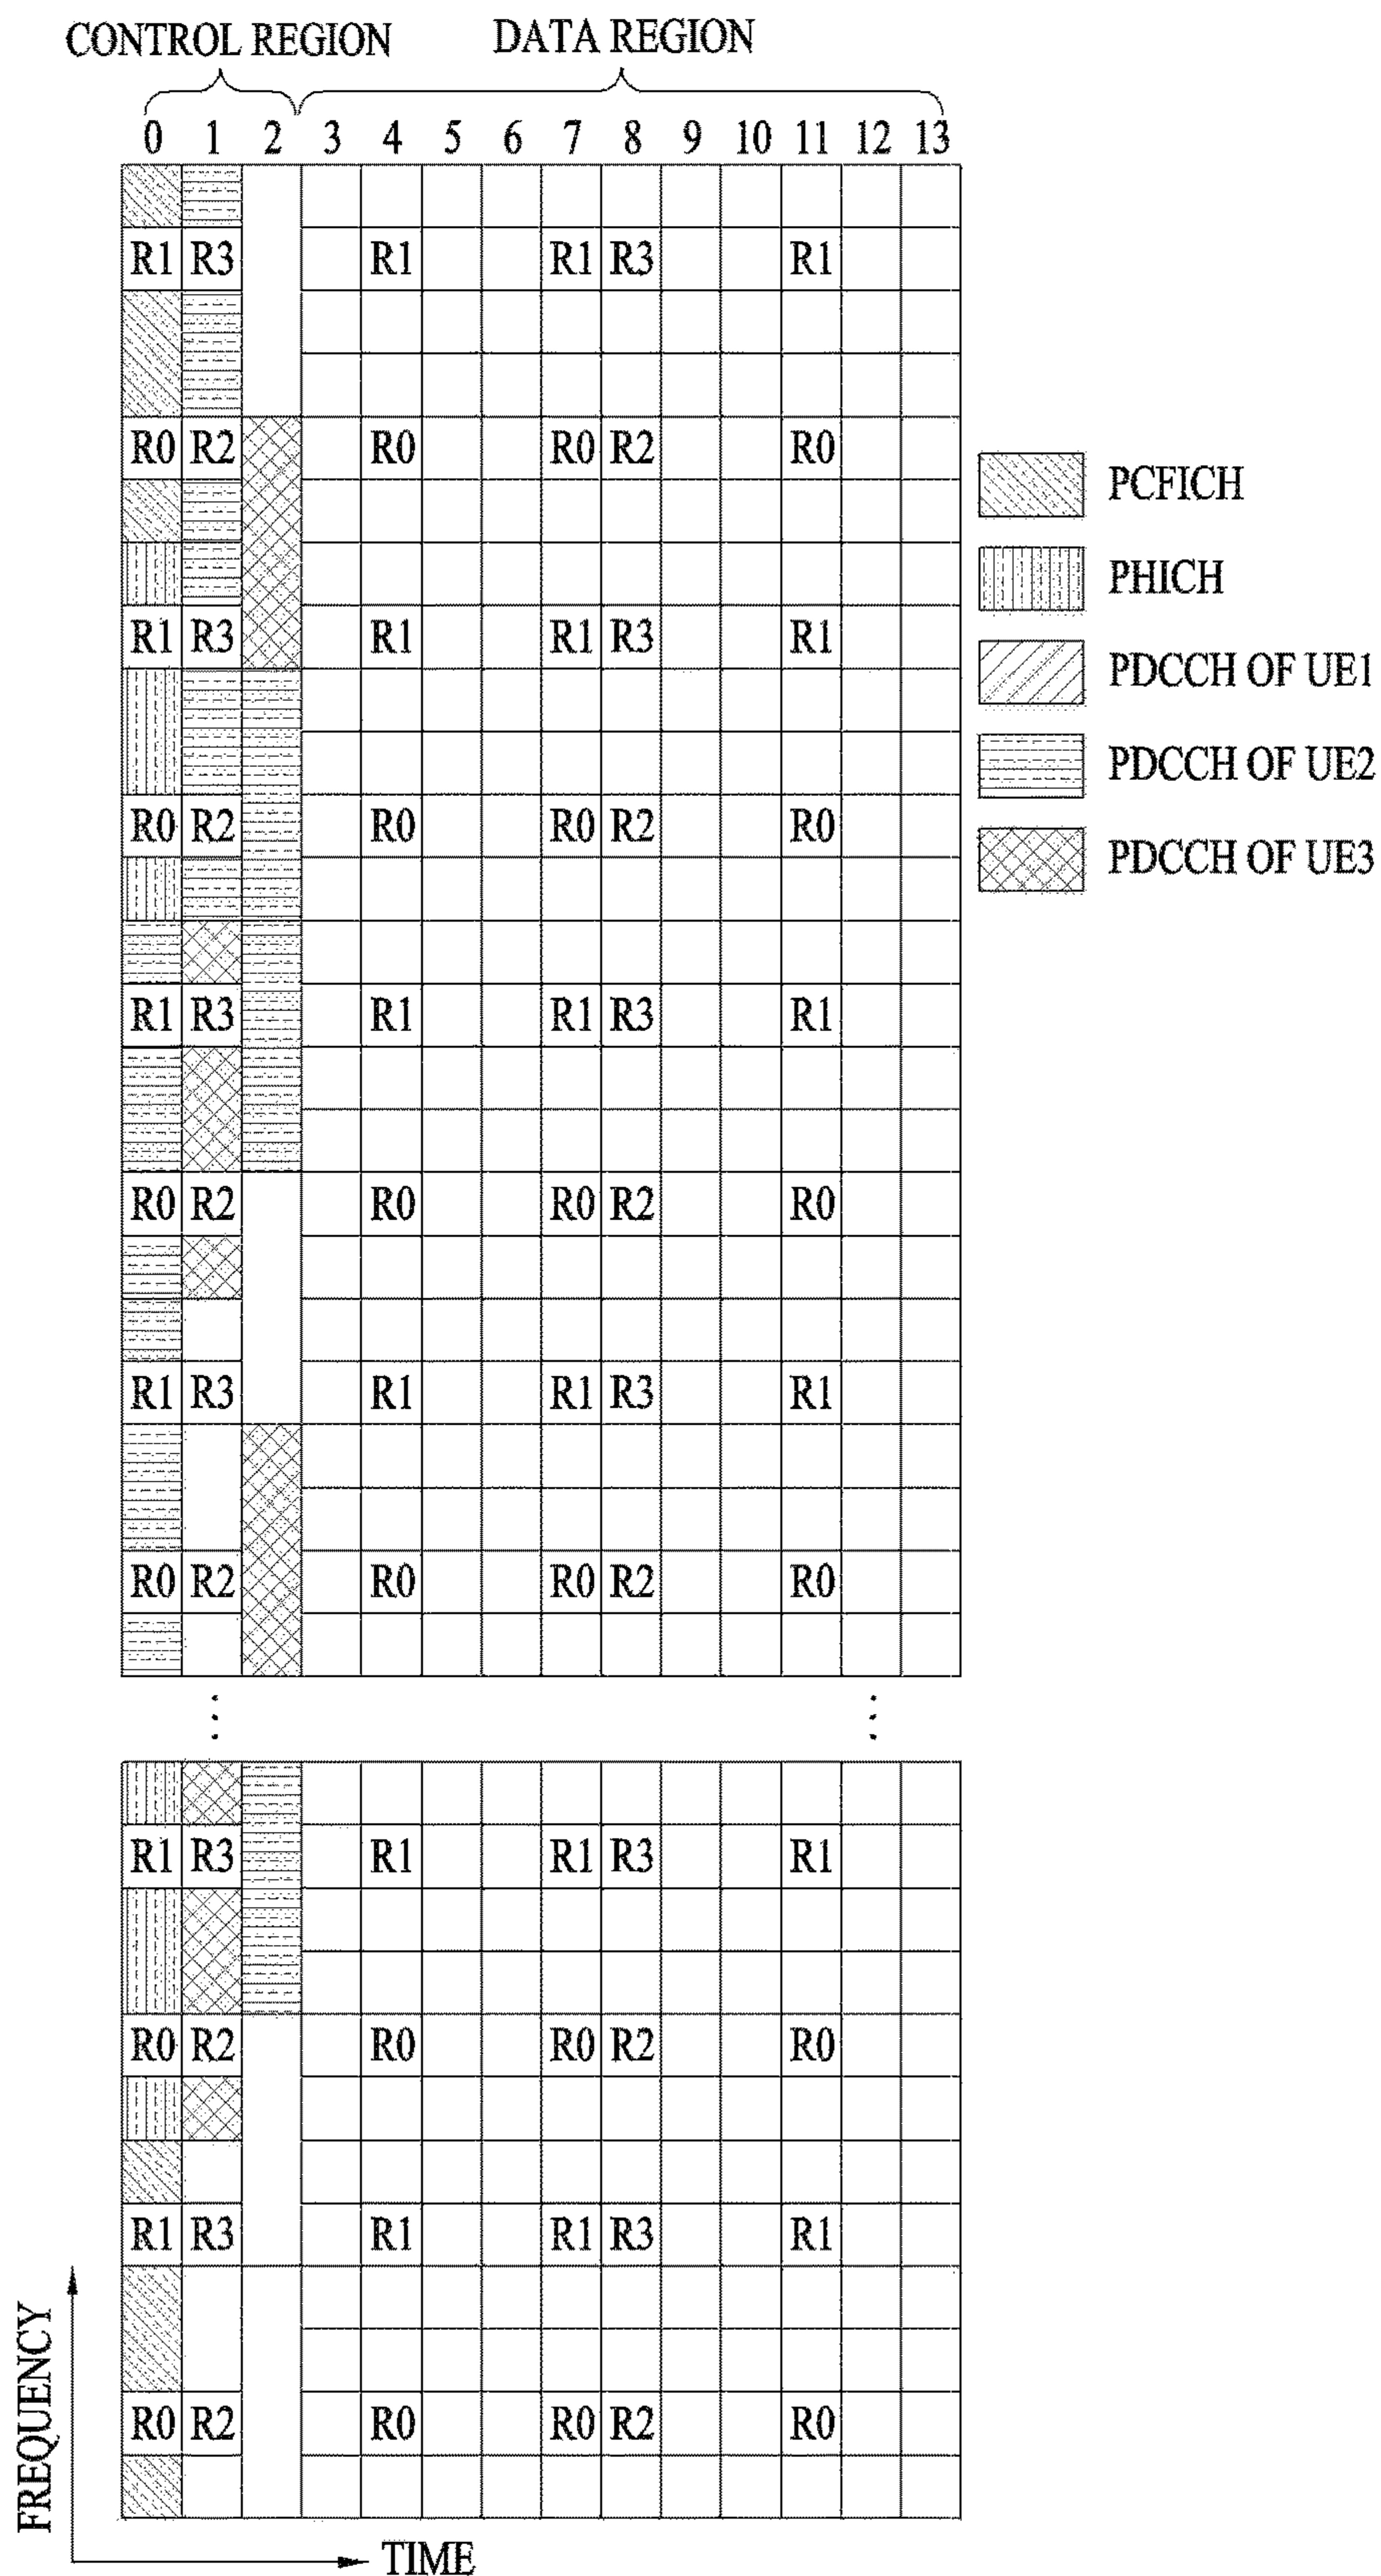 CONTROL REGION DATA REGION
0 1 2 3 4 5 6 7 8 9 10 11 12 13
R1 R3 R1 R1 R3 R1
R0 R2 R0 R0 R2 R0
PCFICH
PHICH
R1 R3 R1 R1 R3 R1
PDCCH OF UE1
PDCCH OF UE2
R0 R2 R0 R0 R2 R0
PDCCH OF UE3
R1 R3 R1 R1 R3 R1
R0 R2 R0 R0 R2 R0
R1 R3 R1 R1 R3 R1
R0 R2 R0 R0 R2 R0
R1 R3 R1 R1 R3 R1
R0 R2 R0 R0 R2 R0
R1 R3 R1 R1 R3 R1
R0 R2 R0 R0 R2 R0
FREQUENCY
TIME